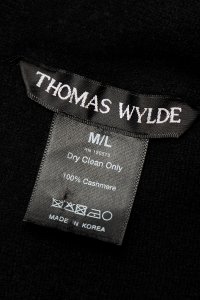 THOMAS WYLDE
M/L
Dry Clean Only
100% Cashmere
MADE IN KOREA